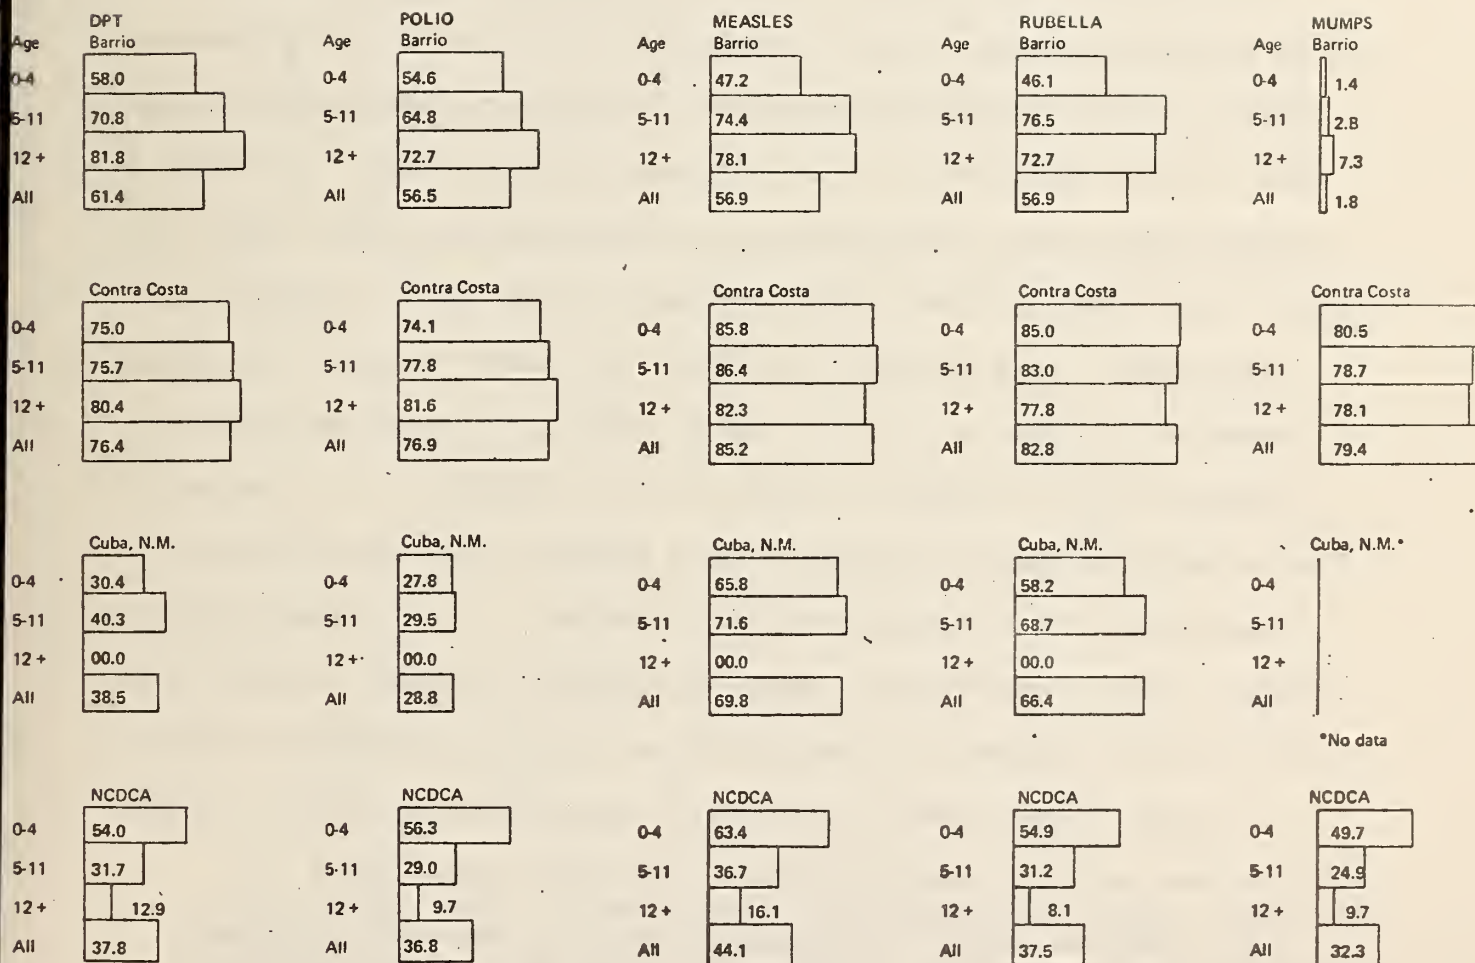 DPT POLIO MEASLES RUBELLA MUMPS
Age Barrio Age Barrio Age Barrio Age Barrio Age Barrio
0-4 58.0 0-4 54.6 0-4 47.2 0-4 46.1 0-4 1.4
5-11 70.8 5-11 64.8 5-11 74.4 5-11 76.5 5-11 2.8
12 + 81.8 12 + 72.7 12 + 78.1 12 + 72.7 12 + 7.3
All 61.4 All 56.5 All 56.9 All 56.9 All 1.8
Contra Costa Contra Costa Contra Costa Contra Costa Contra Costa
0-4 75.0 0-4 74.1 0-4 85.8 0-4 85.0 0-4 80.5
5-11 75.7 5-11 77.8 5-11 86.4 5-11 83.0 5-11 78.7
12 + 80.4 12 + 81.6 12 + 82.3 12 + 77.8 12 + 78.1
All 76.4 All 76.9 All 85.2 All 82.8 All 79.4
Cuba, N.M. Cuba, N.M. Cuba, N.M. Cuba, N.M. Cuba, N.M.*
0-4 30.4 0-4 27.8 0-4 65.8 0-4 58.2 0-4
5-11 40.3 5-11 29.5 5-11 71.6 5-11 68.7 5-11
12 + 00.0 12 + 00.0 12 + 00.0 12 + 00.0 12 +
All 38.5 All 28.8 All 69.8 All 66.4 All
*No data
NCDCA NCDCA NCDCA NCDCA NCDCA
0-4 54.0 0-4 56.3 0-4 63.4 0-4 54.9 0-4 49.7
5-11 31.7 5-11 29.0 5-11 36.7 5-11 31.2 5-11 24.9
12 + 12.9 12 + 9.7 12 + 16.1 12 + 8.1 12 + 9.7
All 37.8 All 36.8 All 44.1 All 37.5 All 32.3